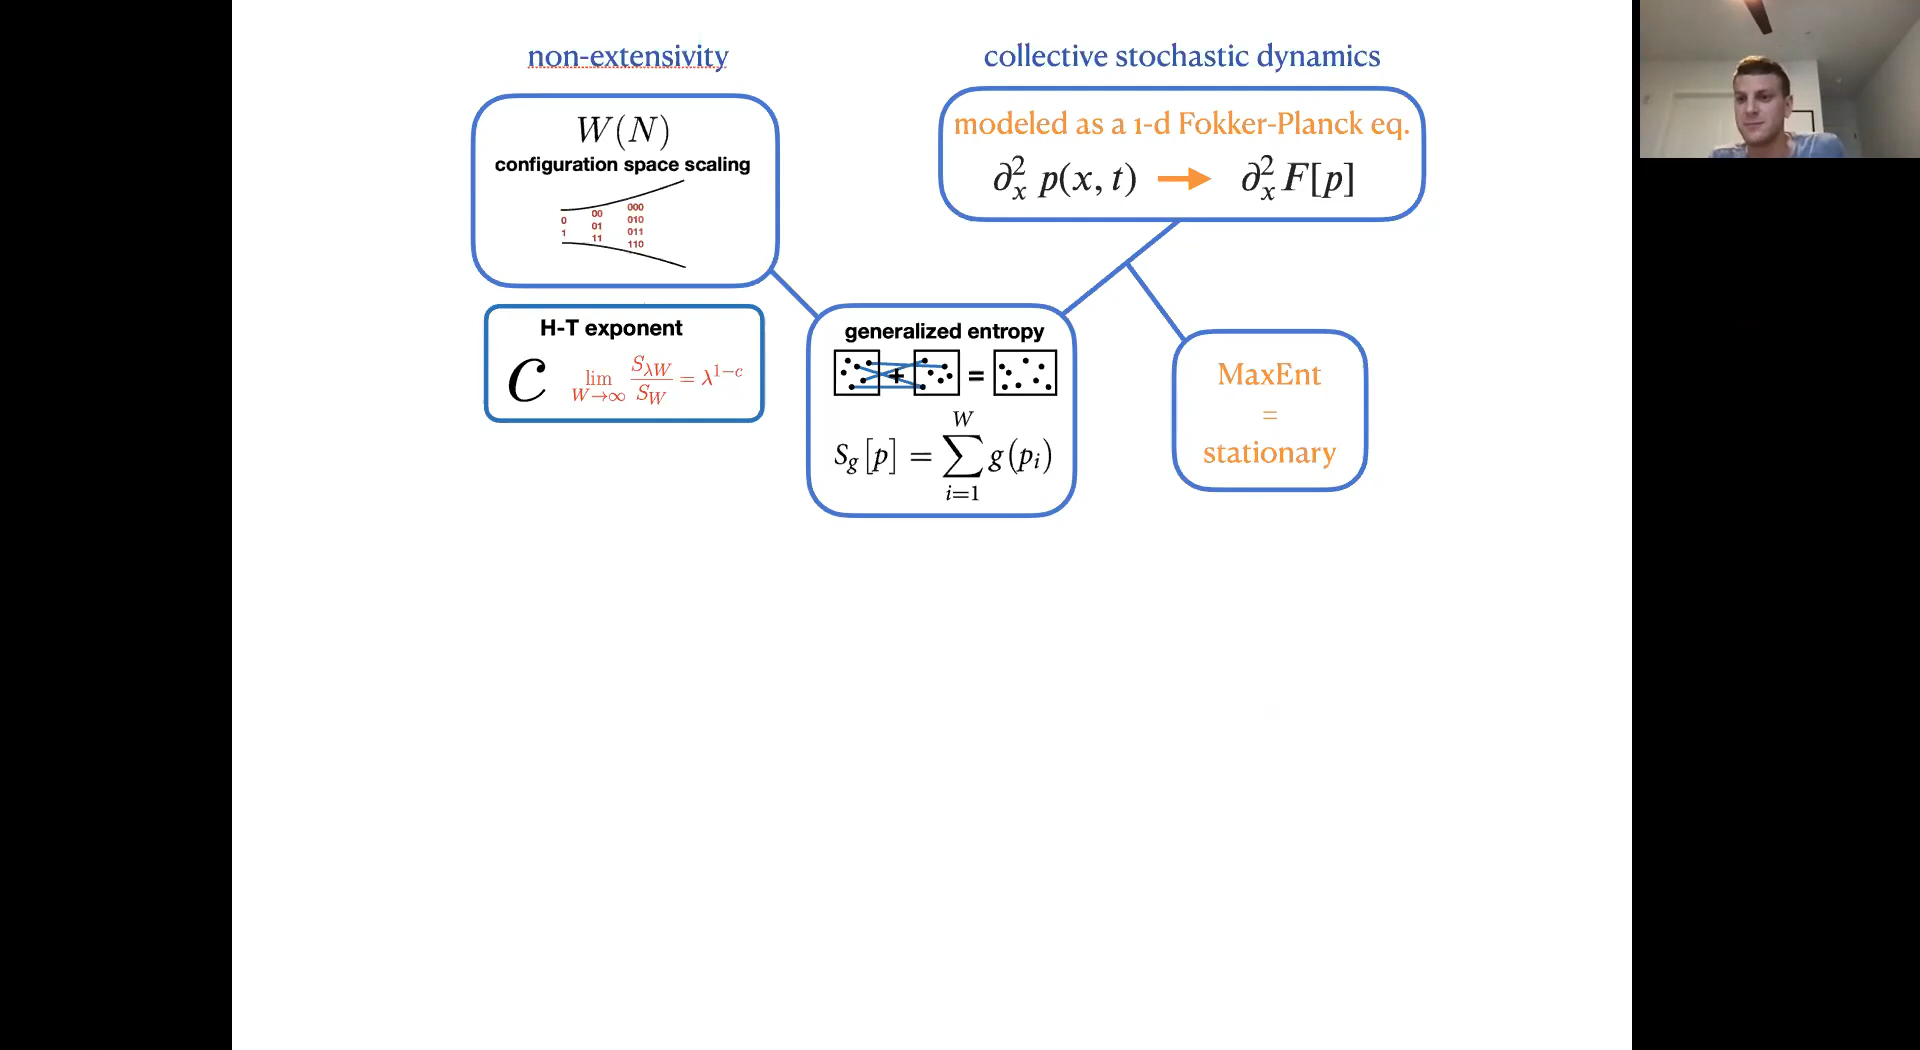 non-extensivity
W(N)
configuration space scaling
0 00 000
01 010
1 11 011
110
H-T exponent
C lim W→∞ S_{λW} / S_W = λ^{1−c}
collective stochastic dynamics
modeled as a 1-d Fokker-Planck eq.
∂²ₓ p(x, t) → ∂²ₓ F[p]
generalized entropy
+ =
S_g[p] = ∑_{i=1}^{W} g(p_i)
MaxEnt
=
stationary